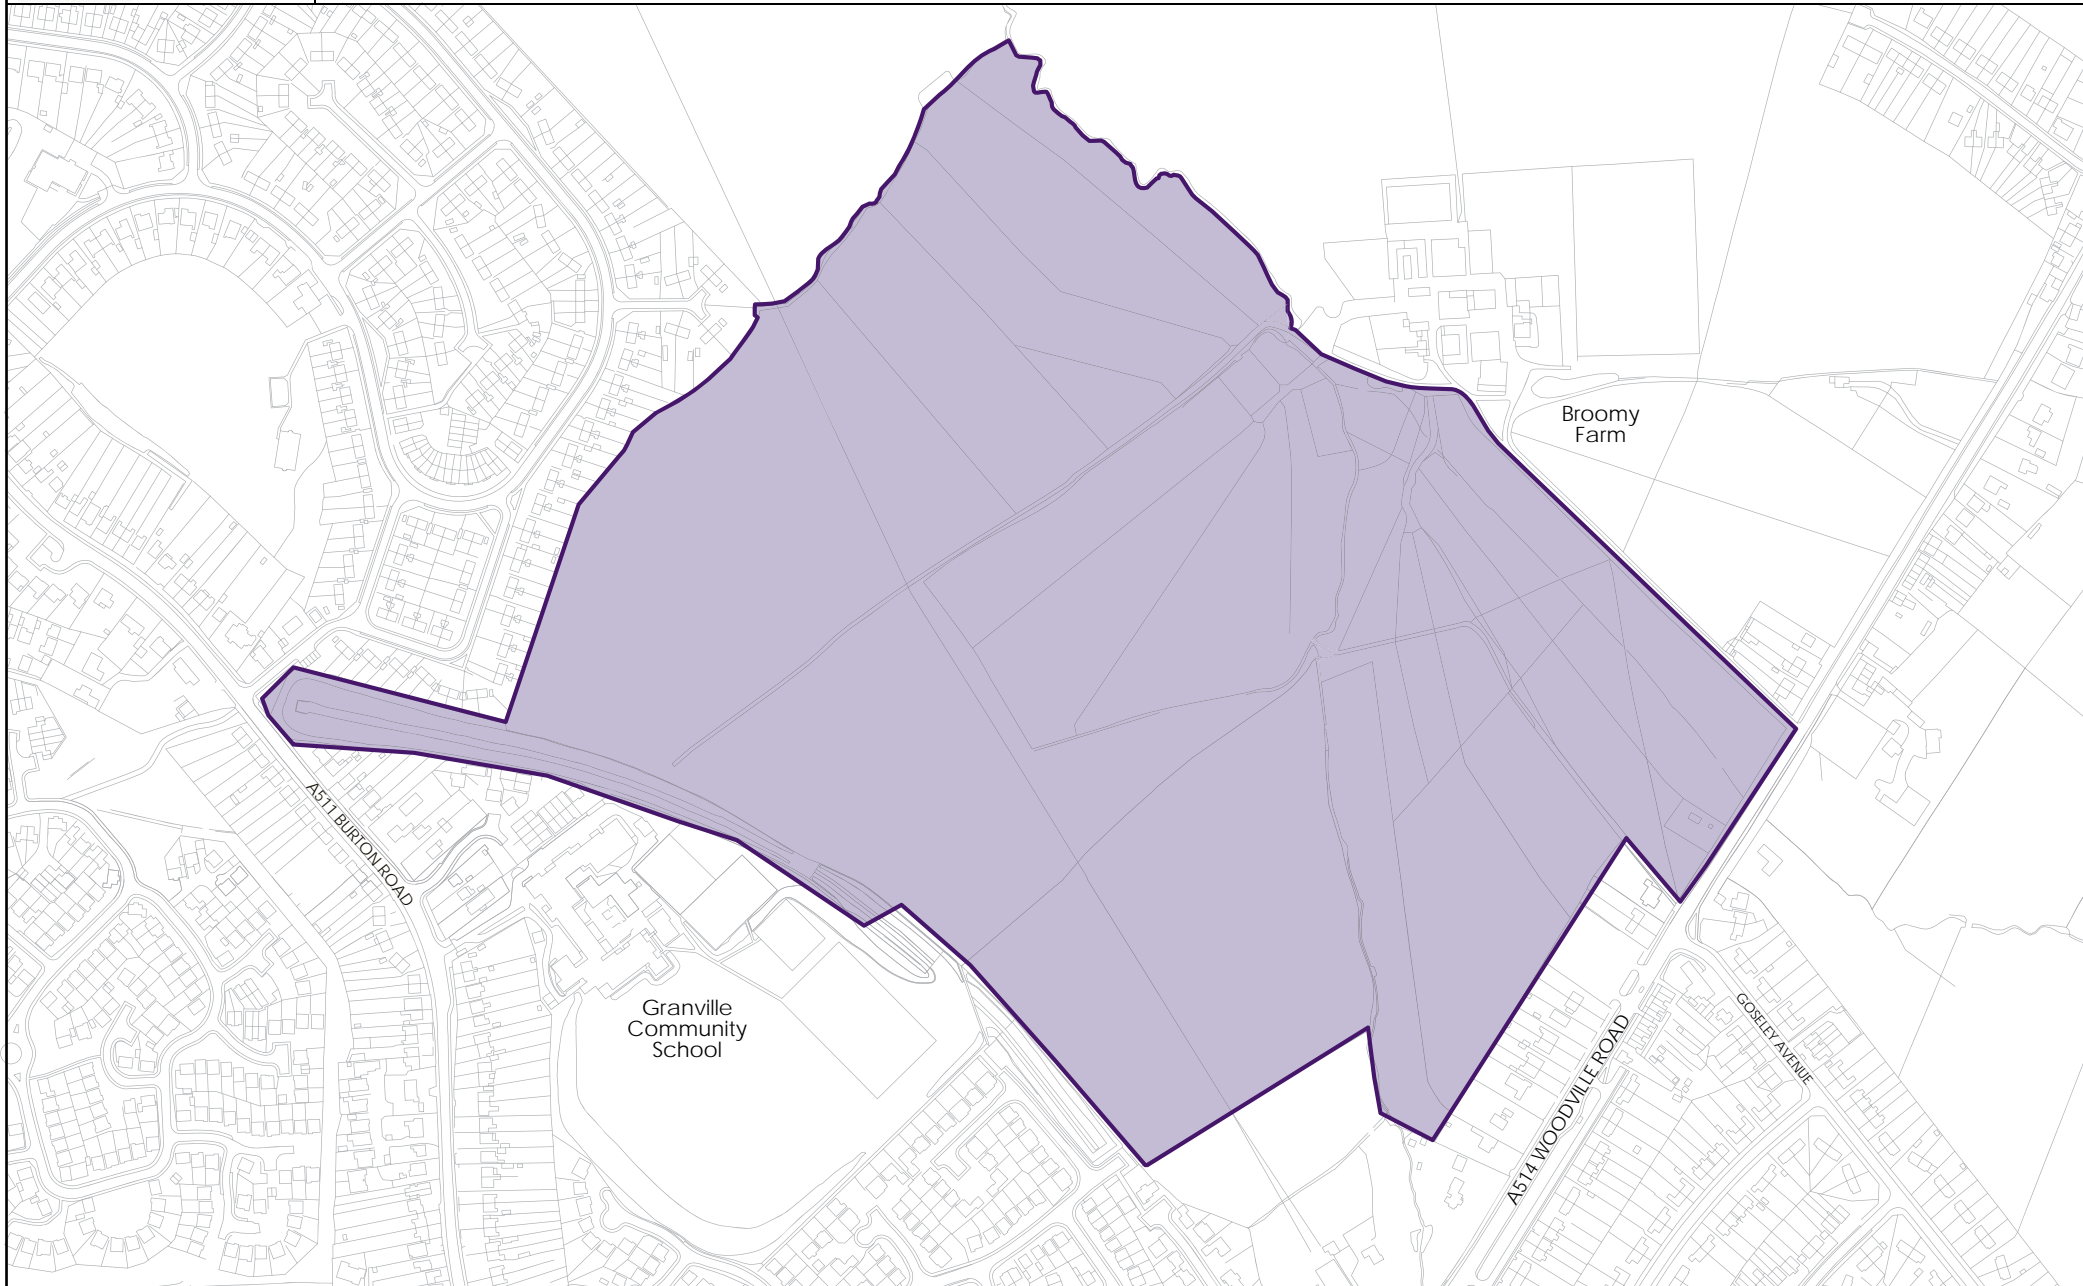 Broomy
Farm
A511 BURTON ROAD
Granville
Community
School
GOSELEY AVENUE
A514 WOODVILLE ROAD